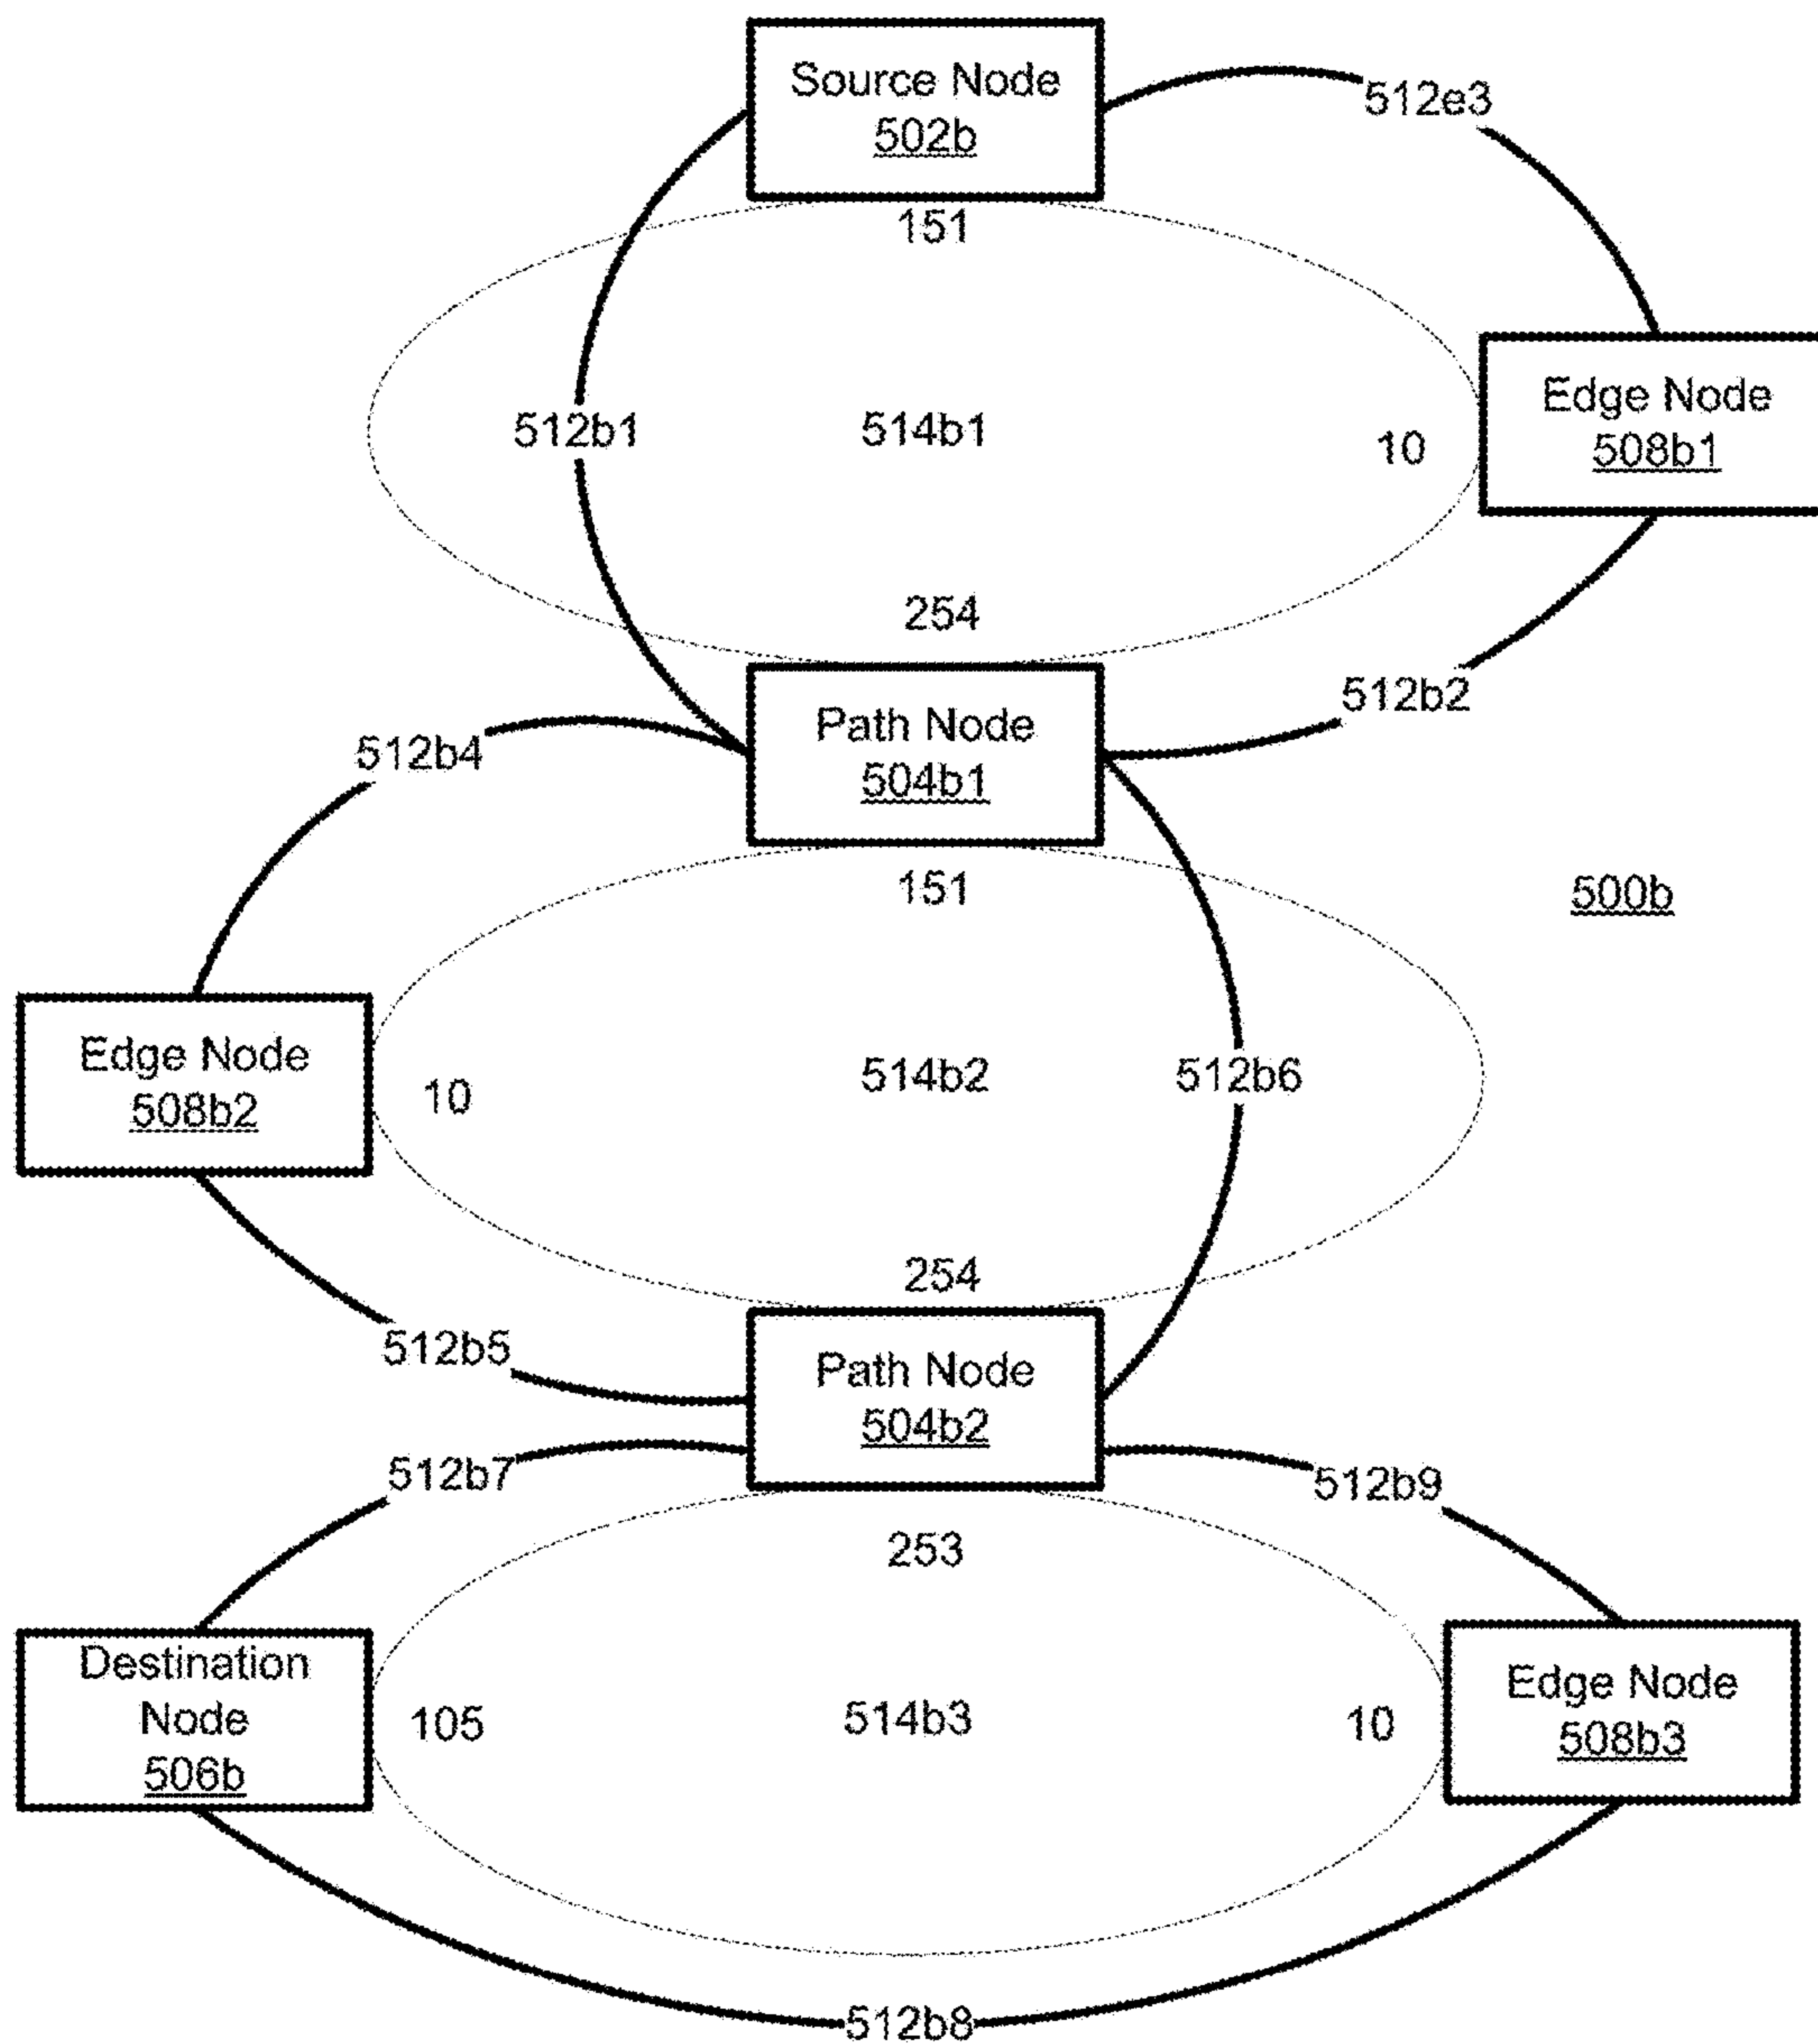 Source Node
502b
512e3
151
Edge Node
508b1
512b1
514b1
10
254
512b2
Path Node
504b1
512b4
151
500b
Edge Node
508b2
10
514b2
512b6
254
512b5
Path Node
504b2
512b7
512b9
253
Destination
Node
506b
105
514b3
10
Edge Node
508b3
512b8